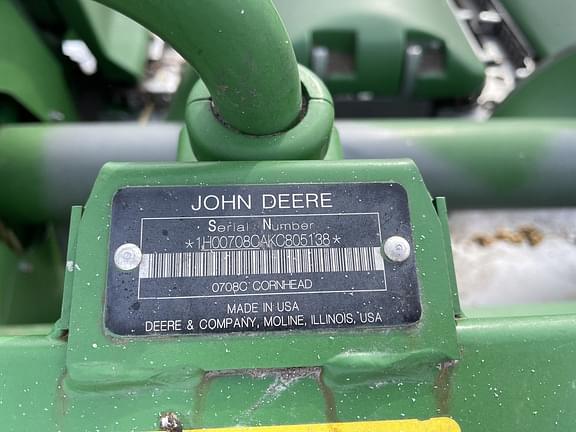 JOHN DEERE
Serial Number
*1H00708CAKC805138*
0708C CORNHEAD
MADE IN USA
DEERE & COMPANY, MOLINE, ILLINOIS, USA